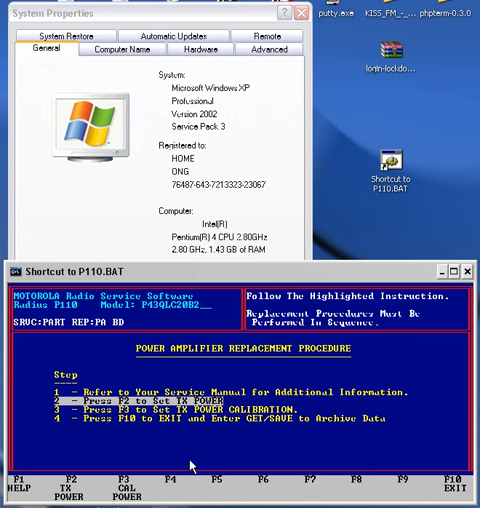 System Properties
System Restore Automatic Updates Remote
General Computer Name Hardware Advanced
System:
Microsoft Windows XP
Professional
Version 2002
Service Pack 3
Registered to:
HOME
ONG
76487-643-7213323-23067
Computer:
Intel(R)
Pentium(R) 4 CPU 2.80GHz
2.80 GHz, 1.43 GB of RAM
putty.exe KISS_FM_-_... phpterm-0.3.0
login-lockdo...
Shortcut to
P110.BAT
Shortcut to P110.BAT
MOTOROLA Radio Service Software
Radius P110 Model: P43QLC20B2__
SRVC:PART REP:PA BD
Follow The Highlighted Instruction.
Replacement Procedures Must Be
Performed In Sequence.
POWER AMPLIFIER REPLACEMENT PROCEDURE
Step
----
1 - Refer to Your Service Manual for Additional Information.
2 - Press F2 to Set TX POWER
3 - Press F3 to Set TX POWER CALIBRATION.
4 - Press F10 to EXIT and Enter GET/SAVE to Archive Data
F1 F2 F3 F4 F5 F6 F7 F8 F9 F10
HELP TX CAL EXIT
POWER POWER